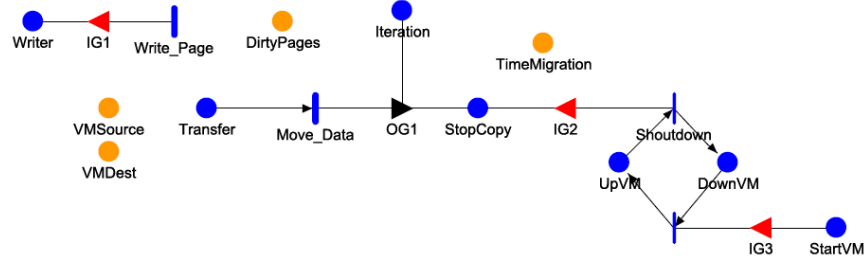 Iteration
Writer
IG1
Write_Page
DirtyPages
TimeMigration
VMSource
Transfer
Move_Data
OG1
StopCopy
IG2
Shoutdown
VMDest
UpVM
DownVM
IG3
StartVM